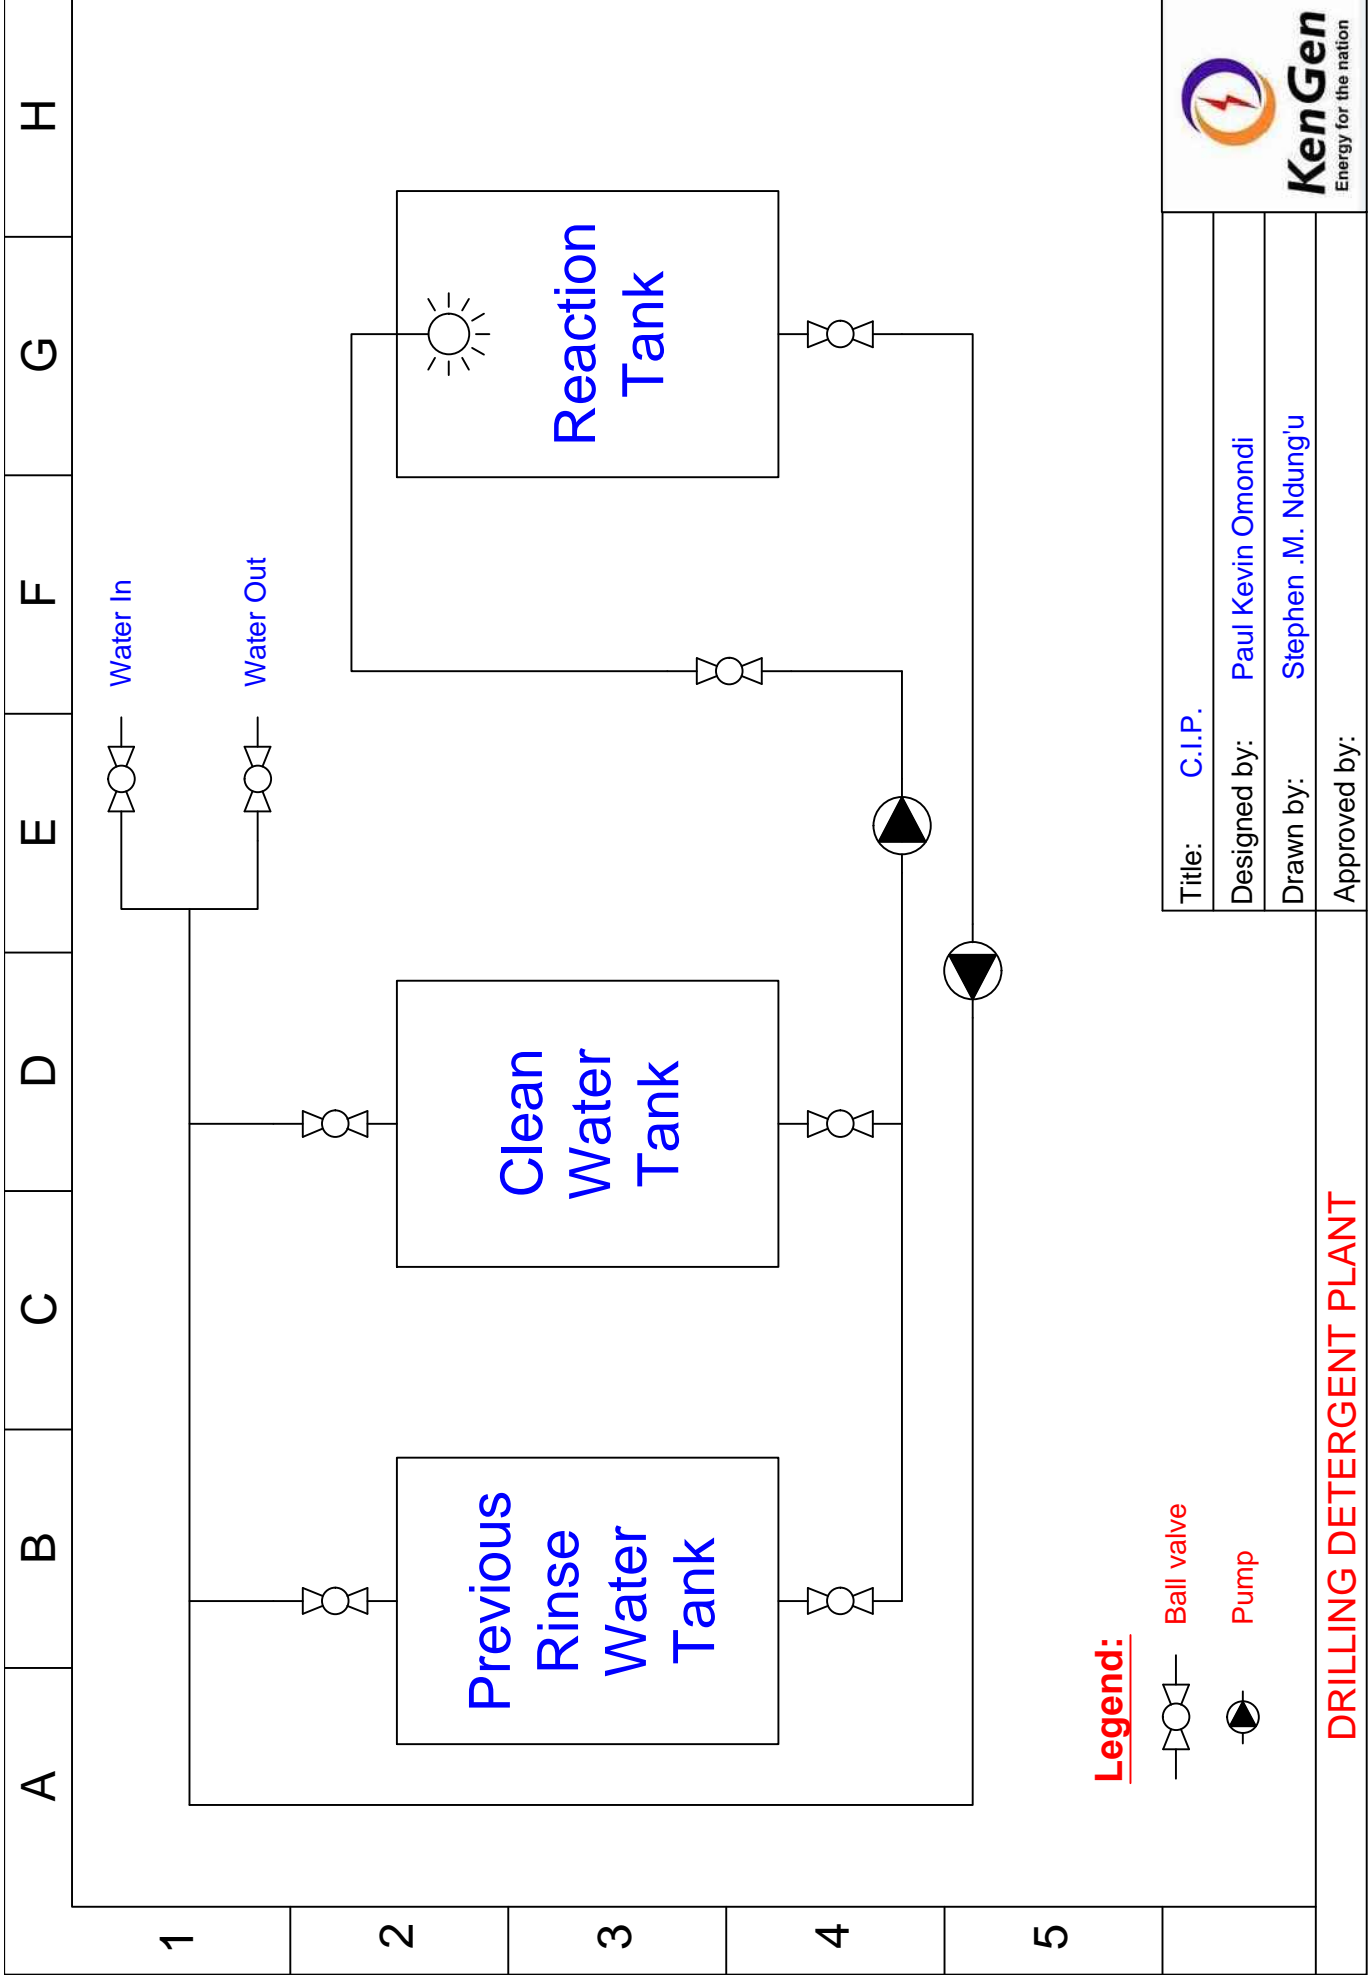 A B C D E F G H
1
2
3
4
5
Water In
Water Out
Previous
Rinse
Water
Tank
Clean
Water
Tank
Reaction
Tank
Legend:
Ball valve
Pump
Title: C.I.P.
Designed by: Paul Kevin Omondi
Drawn by: Stephen .M. Ndung'u
Approved by:
KenGen
Energy for the nation
DRILLING DETERGENT PLANT